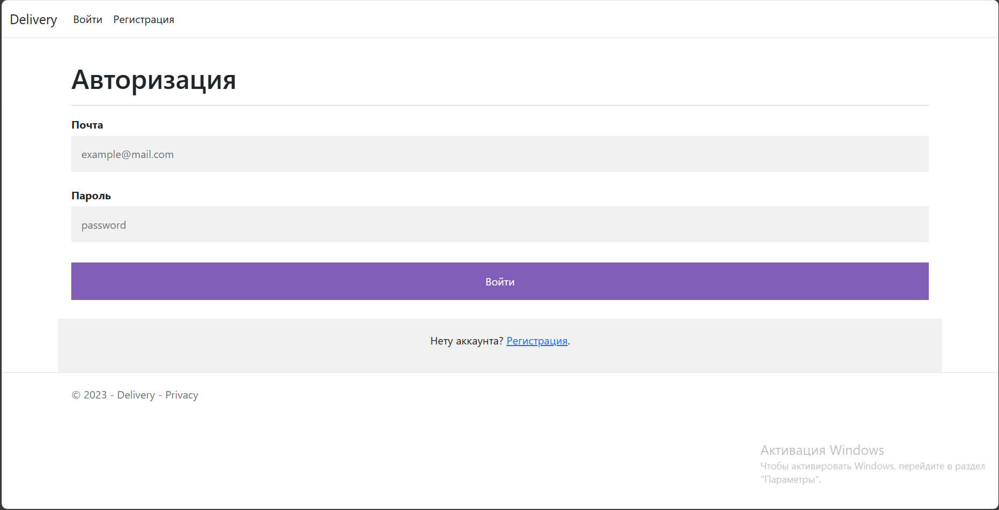 Delivery Войти Регистрация
Авторизация
Почта
example@mail.com
Пароль
password
Войти
Нету аккаунта? Регистрация.
© 2023 - Delivery - Privacy
Активация Windows
Чтобы активировать Windows, перейдите в раздел
"Параметры".